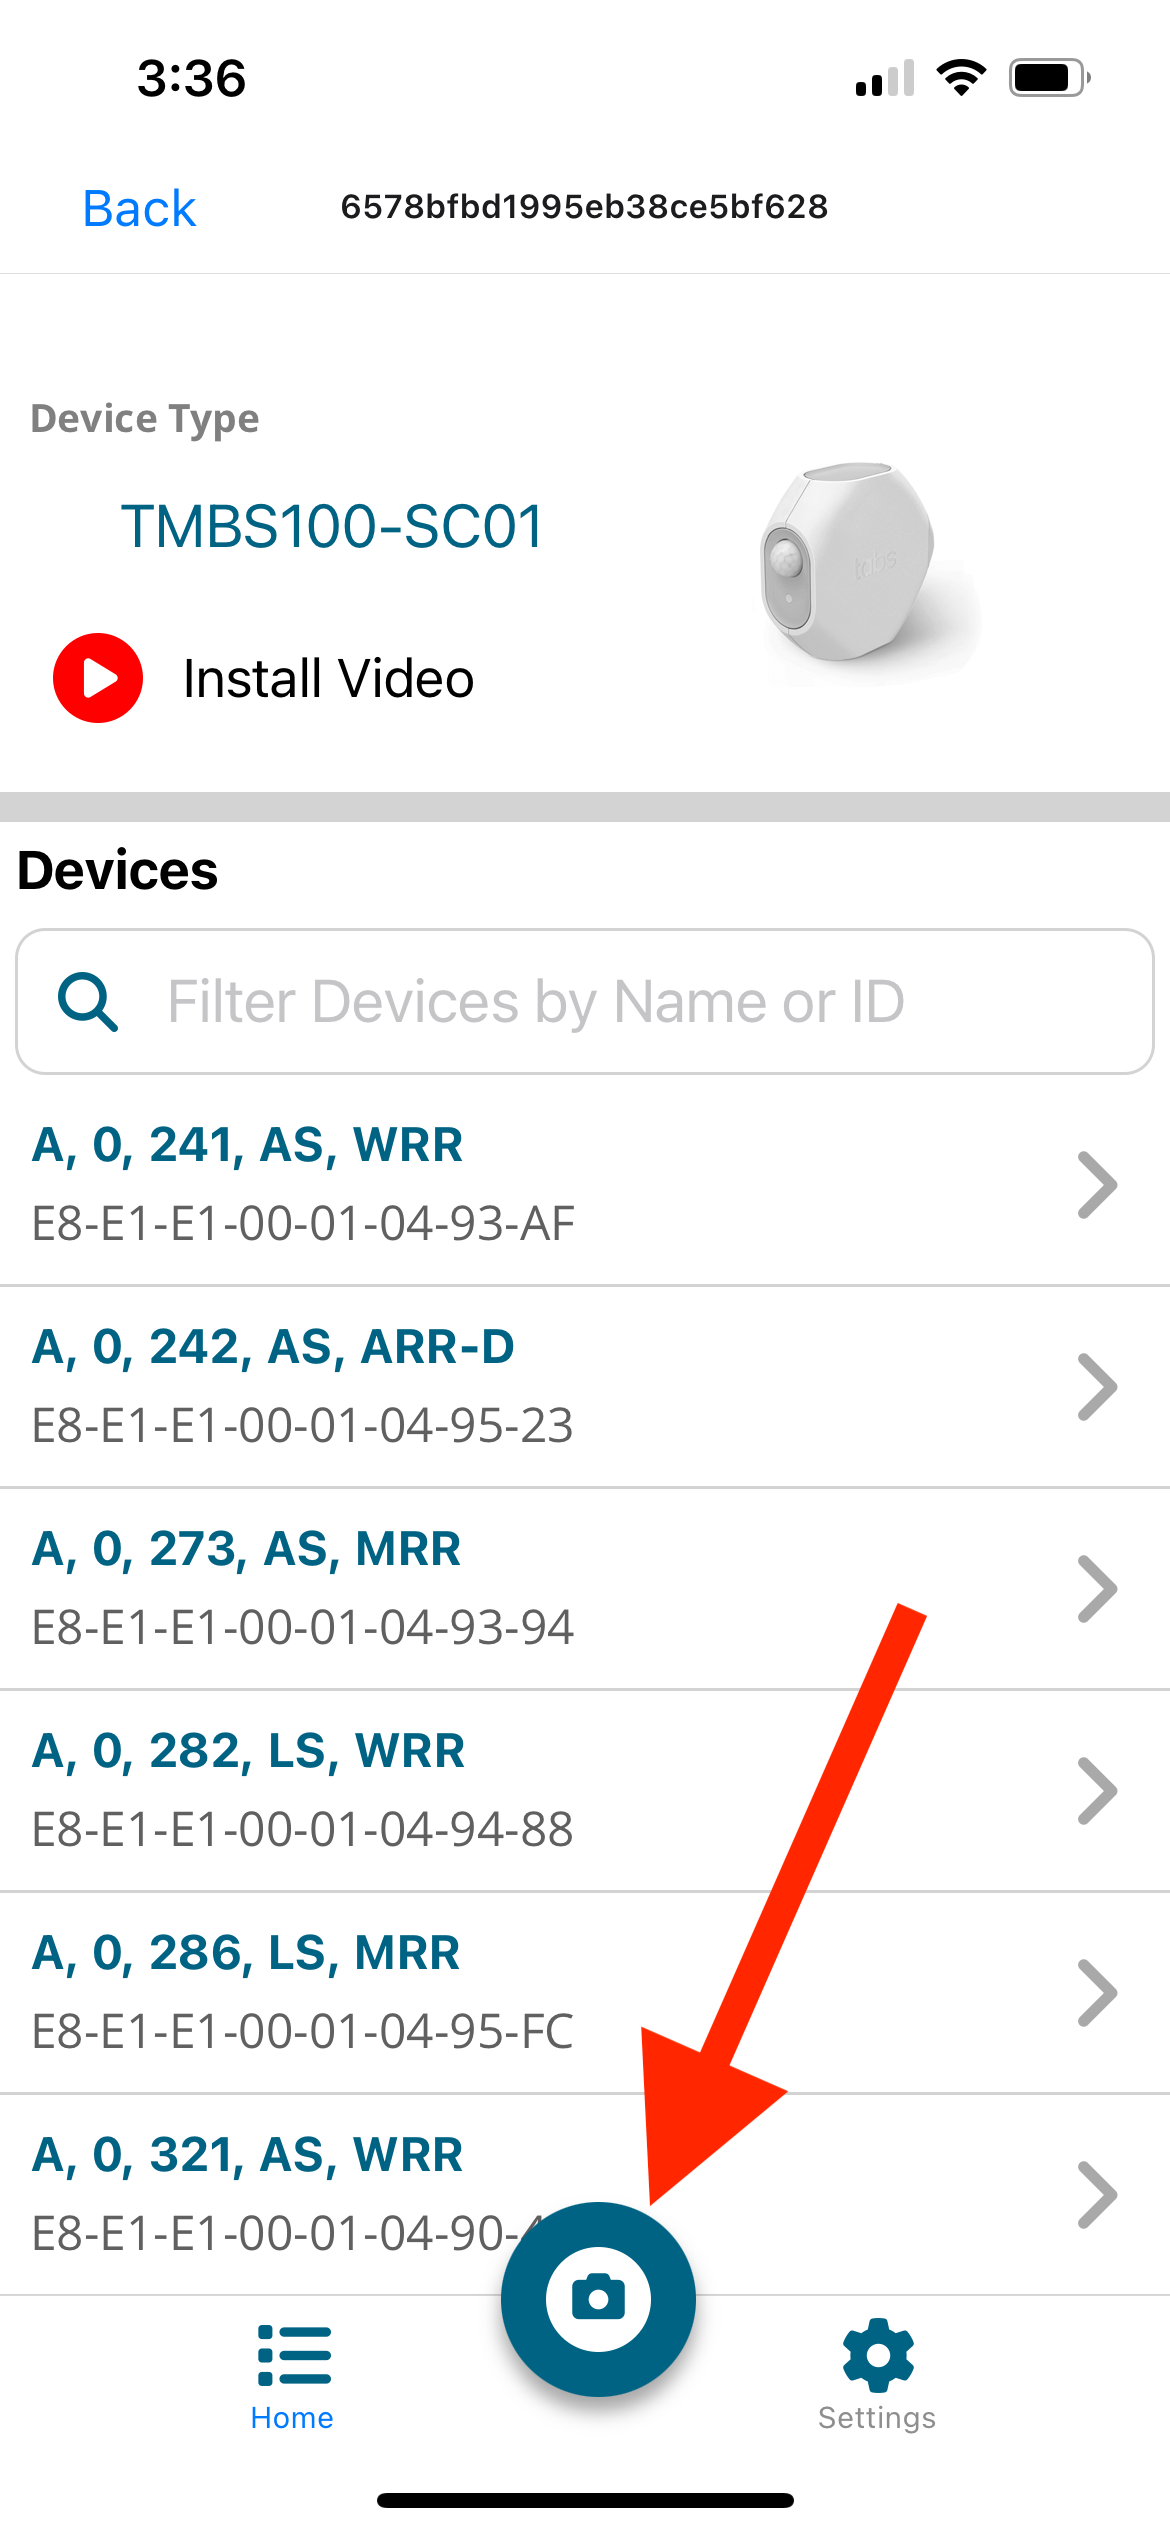 3:36
Back
6578bfbd1995eb38ce5bf628
Device Type
TMBS100-SC01
tabs
Install Video
Devices
Filter Devices by Name or ID
A, 0, 241, AS, WRR
E8-E1-E1-00-01-04-93-AF
A, 0, 242, AS, ARR-D
E8-E1-E1-00-01-04-95-23
A, 0, 273, AS, MRR
E8-E1-E1-00-01-04-93-94
A, 0, 282, LS, WRR
E8-E1-E1-00-01-04-94-88
A, 0, 286, LS, MRR
E8-E1-E1-00-01-04-95-FC
A, 0, 321, AS, WRR
E8-E1-E1-00-01-04-90-
Home
Settings